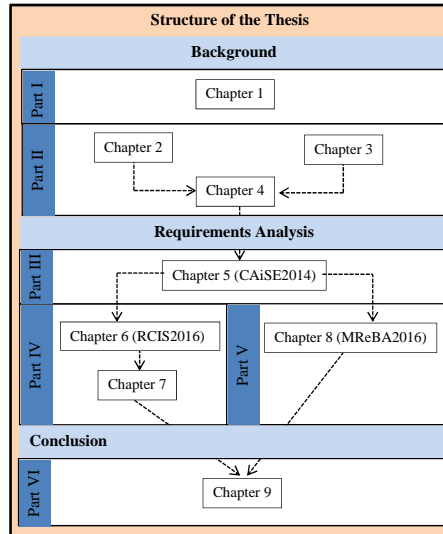 Structure of the Thesis
Background
Part I
Chapter 1
Part II
Chapter 2
Chapter 3
Chapter 4
Requirements Analysis
Part III
Chapter 5 (CAiSE2014)
Part IV
Chapter 6 (RCIS2016)
Chapter 7
Part V
Chapter 8 (MReBA2016)
Conclusion
Part VI
Chapter 9